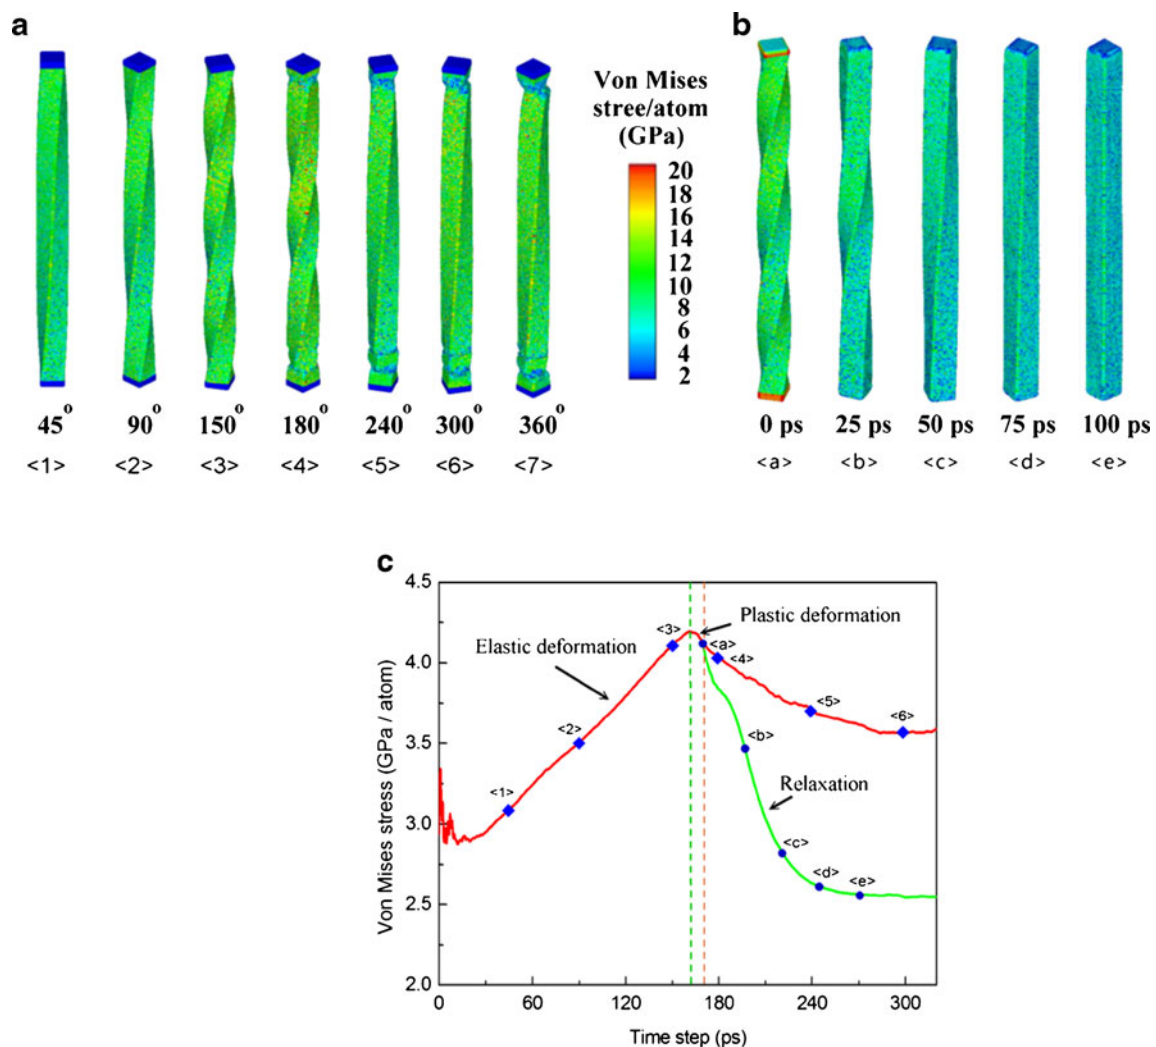 a
45°
90°
150°
180°
240°
300°
360°
<1>
<2>
<3>
<4>
<5>
<6>
<7>
Von Mises
stree/atom
(GPa)
20
18
16
14
12
10
8
6
4
2
b
0 ps
25 ps
50 ps
75 ps
100 ps
<a>
<b>
<c>
<d>
<e>
c
Von Mises stress (GPa / atom)
4.5
4.0
3.5
3.0
2.5
2.0
Elastic deformation
Plastic deformation
Relaxation
<1>
<2>
<3>
<a>
<4>
<5>
<6>
<b>
<c>
<d>
<e>
0
60
120
180
240
300
Time step (ps)